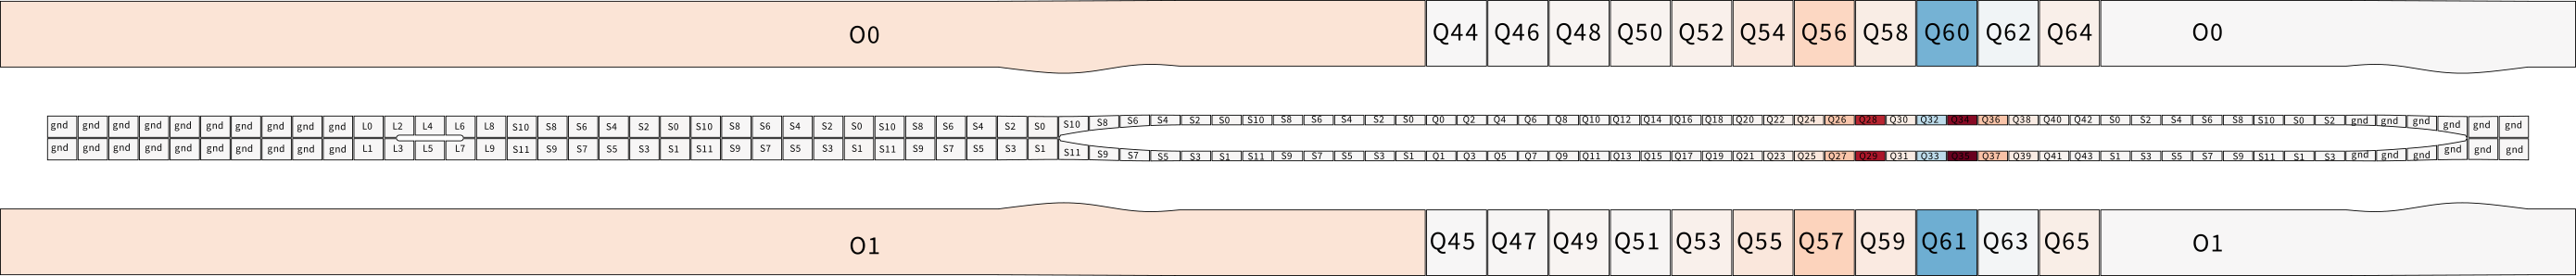 O0 Q44 Q46 Q48 Q50 Q52 Q54 Q56 Q58 Q60 Q62 Q64 O0
gnd gnd gnd gnd gnd gnd gnd gnd gnd gnd L0 L2 L4 L6 L8 S10 S8 S6 S4 S2 S0 S10 S8 S6 S4 S2 S0 S10 S8 S6 S4 S2 S0 S10 S8 S6 S4 S2 S0 S10 S8 S6 S4 S2 S0 Q0 Q2 Q4 Q6 Q8 Q10 Q12 Q14 Q16 Q18 Q20 Q22 Q24 Q26 Q28 Q30 Q32 Q34 Q36 Q38 Q40 Q42 S0 S2 S4 S6 S8 S10 S0 S2 gnd gnd gnd gnd gnd gnd
gnd gnd gnd gnd gnd gnd gnd gnd gnd gnd L1 L3 L5 L7 L9 S11 S9 S7 S5 S3 S1 S11 S9 S7 S5 S3 S1 S11 S9 S7 S5 S3 S1 S11 S9 S7 S5 S3 S1 S11 S9 S7 S5 S3 S1 Q1 Q3 Q5 Q7 Q9 Q11 Q13 Q15 Q17 Q19 Q21 Q23 Q25 Q27 Q29 Q31 Q33 Q35 Q37 Q39 Q41 Q43 S1 S3 S5 S7 S9 S11 S1 S3 gnd gnd gnd gnd gnd gnd
O1 Q45 Q47 Q49 Q51 Q53 Q55 Q57 Q59 Q61 Q63 Q65 O1